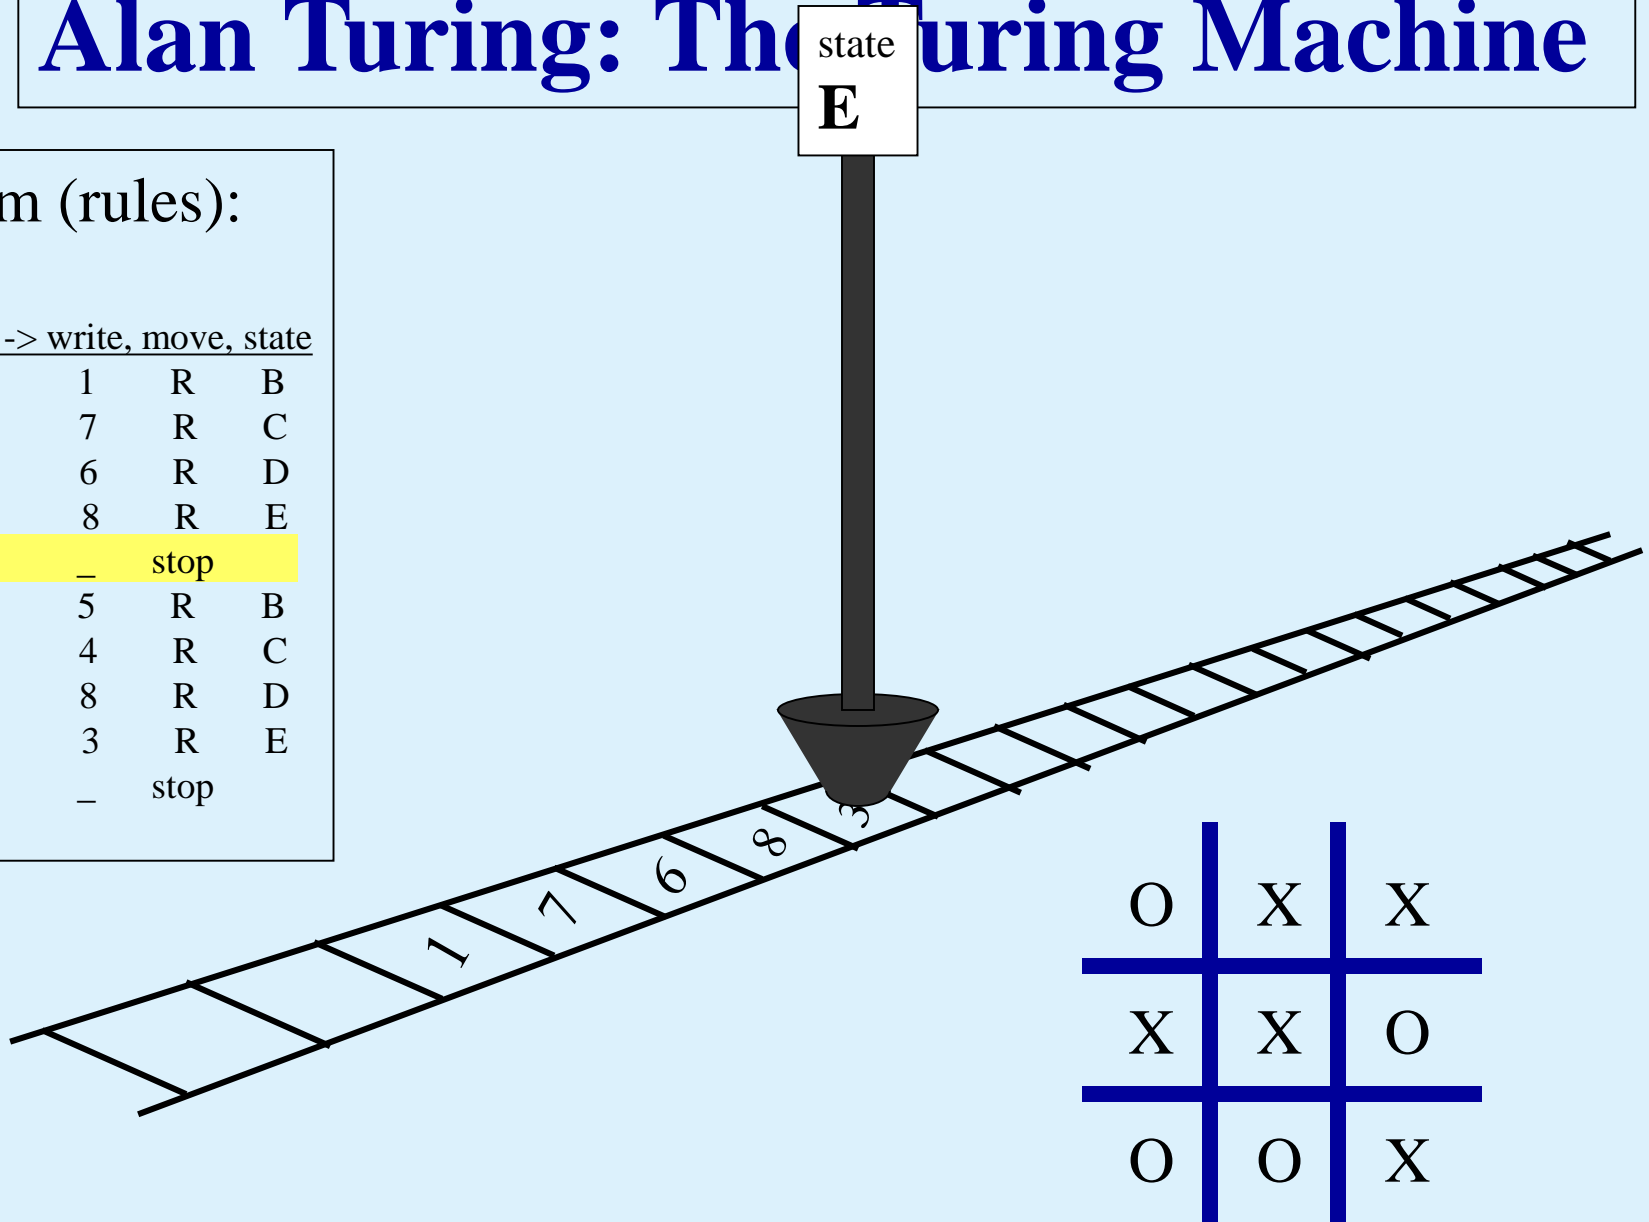 Alan Turing: The Turing Machine
state
E
m (rules):
-> write, move, state
1 R B
7 R C
6 R D
8 R E
_ stop
5 R B
4 R C
8 R D
3 R E
_ stop
1 7 6 8 3
O X X
X X O
O O X